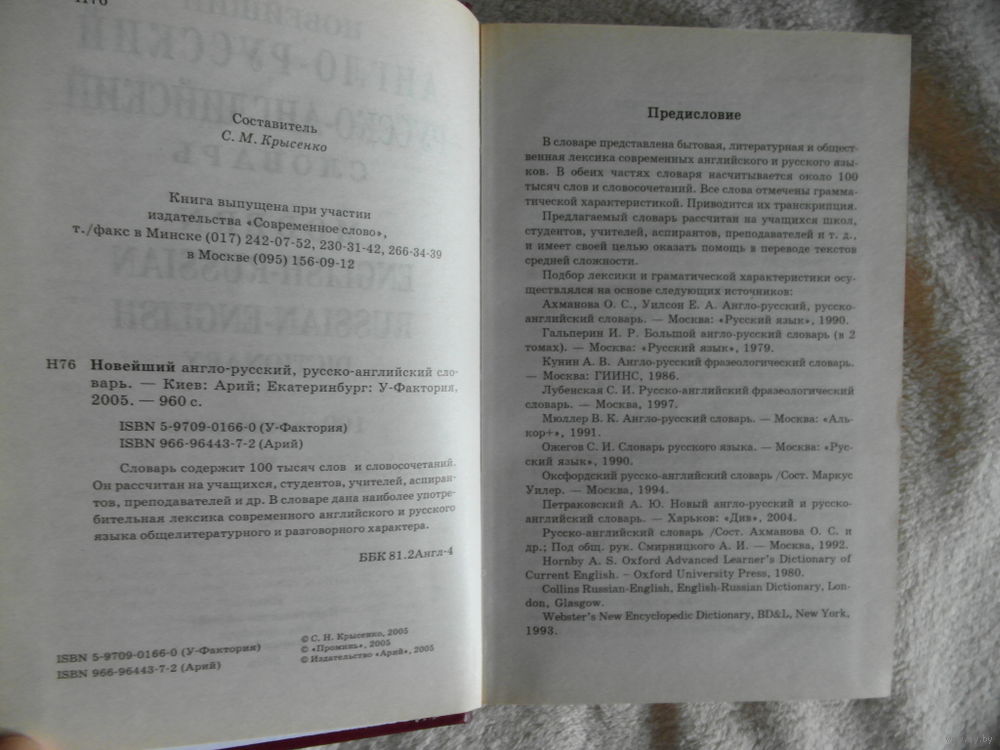 Н76
Составитель
С. М. Крысенко
Книга выпущена при участии
издательства «Современное слово»,
т./факс в Минске (017) 242-07-52, 230-31-42, 266-34-39
в Москве (095) 156-09-12
Н76 Новейший англо-русский, русско-английский сло-
варь. — Киев: Арий; Екатеринбург: У-Фактория,
2005. — 960 с.
ISBN 5-9709-0166-0 (У-Фактория)
ISBN 966-96443-7-2 (Арий)
Словарь содержит 100 тысяч слов и словосочетаний.
Он рассчитан на учащихся, студентов, учителей, аспиран-
тов, преподавателей и др. В словаре дана наиболее употре-
бительная лексика современного английского и русского
языка общелитературного и разговорного характера.
ББК 81.2Англ-4
© С. Н. Крысенко, 2005
© «Проминь», 2005
© Издательство «Арий», 2005
ISBN 5-9709-0166-0 (У-Фактория)
ISBN 966-96443-7-2 (Арий)
Предисловие
В словаре представлена бытовая, литературная и общест-
венная лексика современных английского и русского язы-
ков. В обеих частях словаря насчитывается около 100
тысяч слов и словосочетаний. Все слова отмечены грамма-
тической характеристикой. Приводится их транскрипция.
Предлагаемый словарь рассчитан на учащихся школ,
студентов, учителей, аспирантов, преподавателей и т. д.,
и имеет своей целью оказать помощь в переводе текстов
средней сложности.
Подбор лексики и граматической характеристики осу-
ществлялся на основе следующих источников:
Ахманова О. С., Уилсон Е. А. Англо-русский, русско-
английский словарь. — Москва: «Русский язык», 1990.
Гальперин И. Р. Большой англо-русский словарь (в 2
томах). — Москва: «Русский язык», 1979.
Кунин А. В. Англо-русский фразеологический словарь.
— Москва: ГИИНС, 1986.
Лубенская С. И. Русско-английский фразеологический
словарь. — Москва, 1997.
Мюллер В. К. Англо-русский словарь. — Москва: «Аль-
кор+», 1991.
Ожегов С. И. Словарь русского языка. — Москва: «Рус-
ский язык», 1990.
Оксфордский русско-английский словарь /Сост. Маркус
Уилер. — Москва, 1994.
Петраковский А. Ю. Новый англо-русский и русско-
английский словарь. — Харьков: «Див», 2004.
Русско-английский словарь /Сост. Ахманова О. С. и
др.; Под общ. рук. Смирницкого А. И. — Москва, 1992.
Hornby A. S. Oxford Advanced Learner's Dictionary of
Current English. – Oxford University Press, 1980.
Collins Russian-English, English-Russian Dictionary, Lon-
don, Glasgow.
Webster's New Encyclopedic Dictionary, BD&L, New York,
1993.